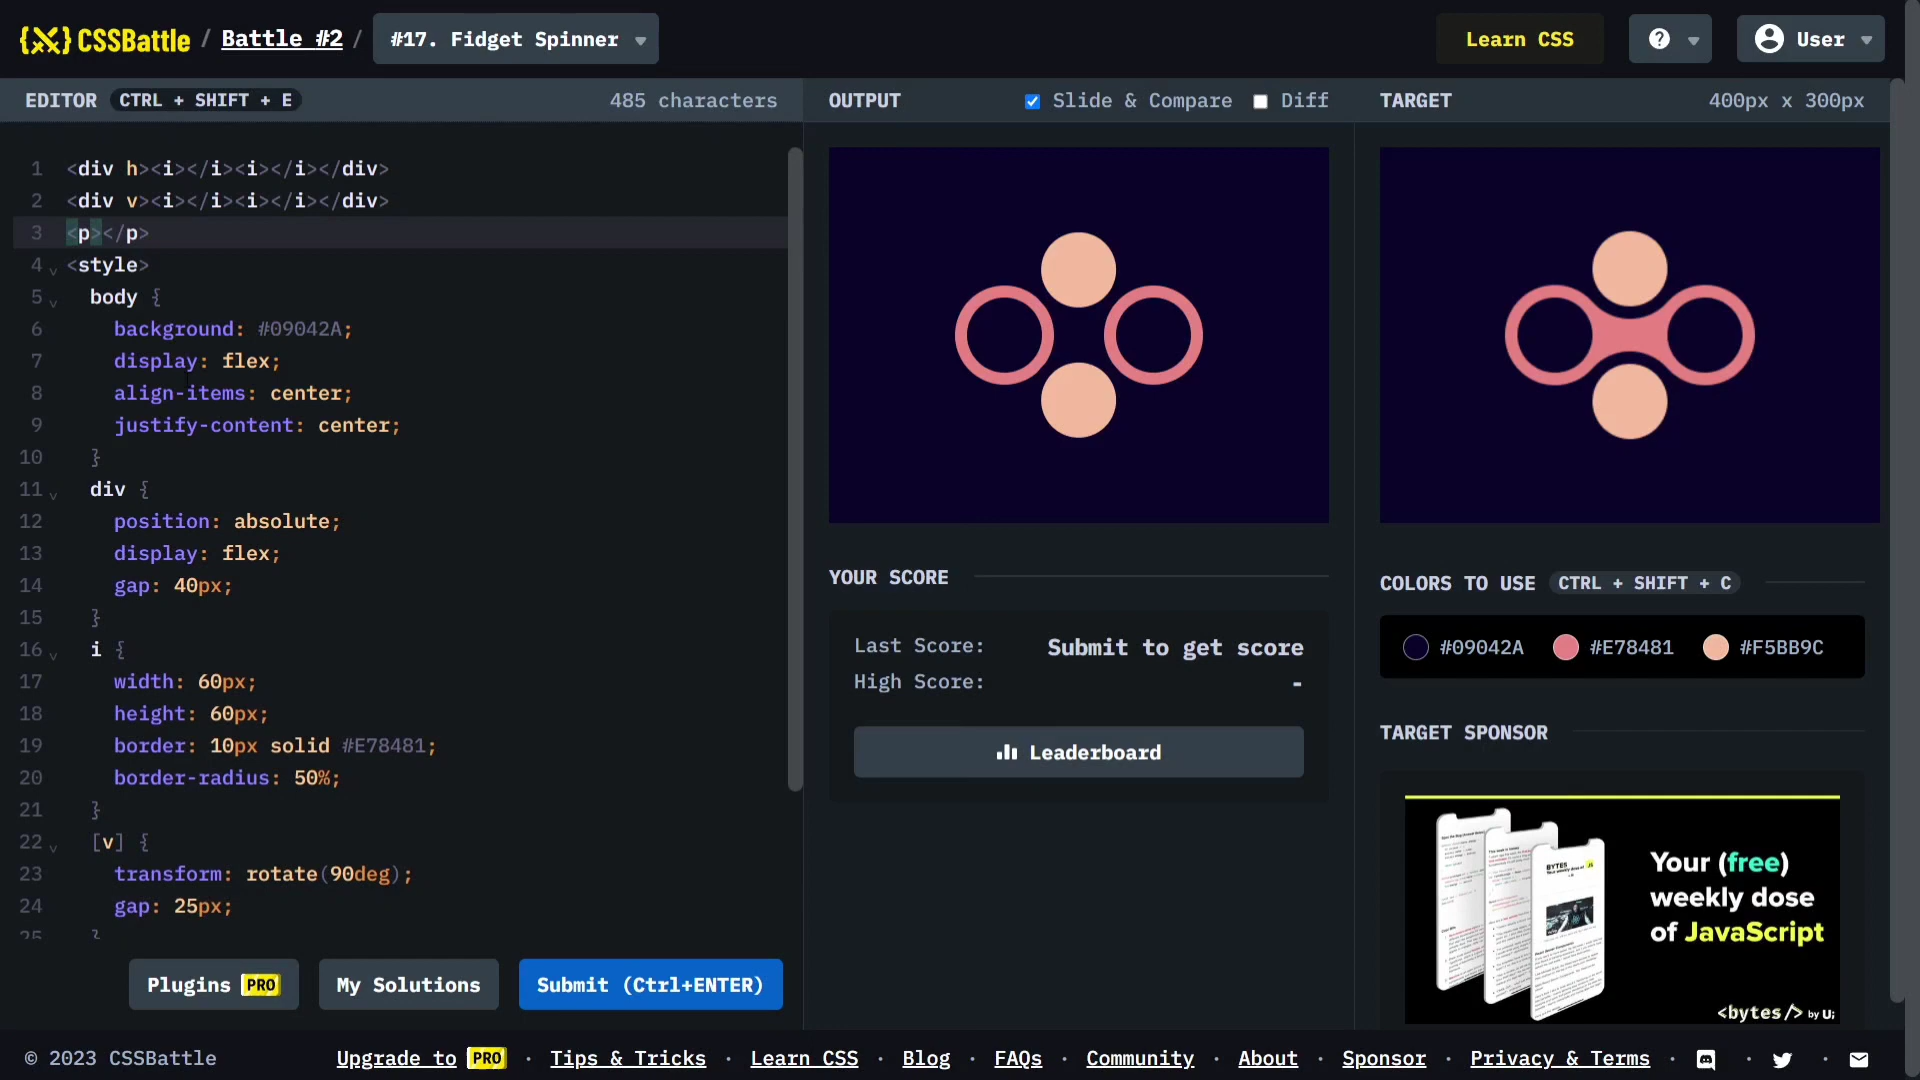 {X} CSSBattle / Battle #2 / #17. Fidget Spinner
Learn CSS
?
User
EDITOR CTRL + SHIFT + E 485 characters
1 <div h><i></i><i></i></div>
2 <div v><i></i><i></i></div>
3 <p></p>
4 <style>
5 body {
6 background: #09042A;
7 display: flex;
8 align-items: center;
9 justify-content: center;
10 }
11 div {
12 position: absolute;
13 display: flex;
14 gap: 40px;
15 }
16 i {
17 width: 60px;
18 height: 60px;
19 border: 10px solid #E78481;
20 border-radius: 50%;
21 }
22 [v] {
23 transform: rotate(90deg);
24 gap: 25px;
25 }
Plugins PRO
My Solutions
Submit (Ctrl+ENTER)
OUTPUT Slide & Compare Diff
YOUR SCORE
Last Score: Submit to get score
High Score: -
Leaderboard
TARGET 400px x 300px
COLORS TO USE CTRL + SHIFT + C
#09042A #E78481 #F5BB9C
TARGET SPONSOR
Your (free)
weekly dose
of JavaScript
<bytes/> by Ui;
© 2023 CSSBattle
Upgrade to PRO · Tips & Tricks · Learn CSS · Blog · FAQs · Community · About · Sponsor · Privacy & Terms · · ·